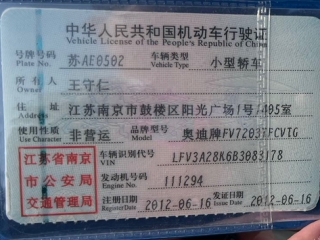 中华人民共和国机动车行驶证
Vehicle License of the People's Republic of China
号牌号码 苏AE0502 车辆类型 小型轿车
Plate No. Vehicle Type
所有人 王守仁
Owner
住址 江苏南京市鼓楼区阳光广场1号1405室
Address
使用性质 非营运 品牌型号 奥迪牌FV7203TFCVTG
Use Character Model
江苏省南京
市公安局
交通管理局
车辆识别代号 LFV3A28K6B3083178
VIN
发动机号码 111294
Engine No.
注册日期 2012-06-16 发证日期 2012-06-16
Register Date Issue Date